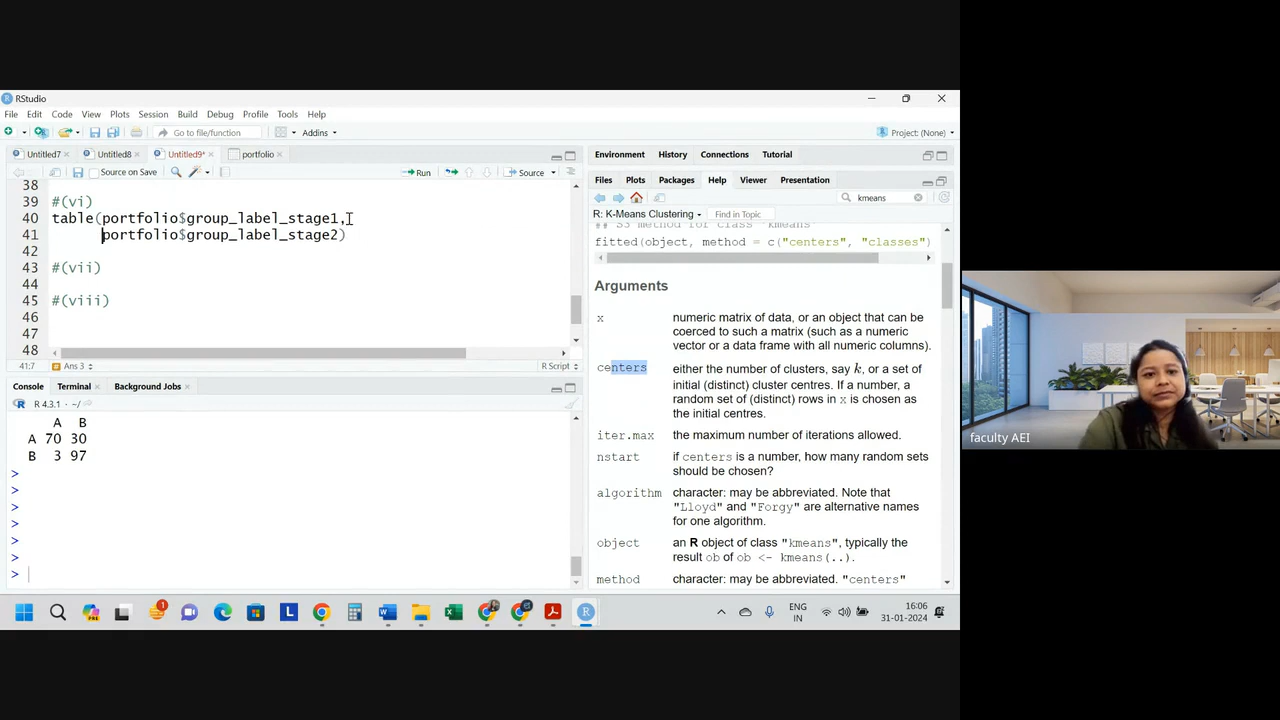 RStudio
File Edit Code View Plots Session Build Debug Profile Tools Help
Go to file/function Addins Project: (None)
Untitled7 Untitled8 Untitled9* portfolio
Source on Save Run Source
38
39 #(vi)
40 table(portfolio$group_label_stage1,
41 portfolio$group_label_stage2)
42
43 #(vii)
44
45 #(viii)
46
47
48
41:7 Ans 3 R Script
Console Terminal Background Jobs
R 4.3.1 · ~/
A B
A 70 30
B 3 97
>
>
>
>
>
>
>
Environment History Connections Tutorial
Files Plots Packages Help Viewer Presentation
kmeans
R: K-Means Clustering Find in Topic
## S3 method for class 'kmeans'
fitted(object, method = c("centers", "classes")
Arguments
x numeric matrix of data, or an object that can be
coerced to such a matrix (such as a numeric
vector or a data frame with all numeric columns).
centers either the number of clusters, say k, or a set of
initial (distinct) cluster centres. If a number, a
random set of (distinct) rows in x is chosen as
the initial centres.
iter.max the maximum number of iterations allowed.
nstart if centers is a number, how many random sets
should be chosen?
algorithm character: may be abbreviated. Note that
"Lloyd" and "Forgy" are alternative names
for one algorithm.
object an R object of class "kmeans", typically the
result ob of ob <- kmeans(..).
method character: may be abbreviated. "centers"
faculty AEI
ENG
IN
16:06
31-01-2024